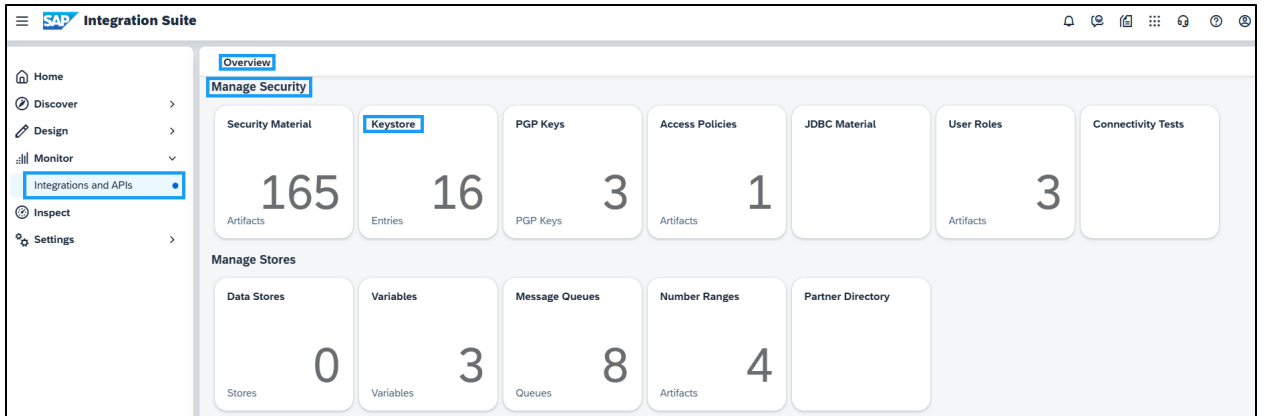 SAP Integration Suite
Home
Discover
Design
Monitor
Integrations and APIs
Inspect
Settings
Overview
Manage Security
Security Material
165
Artifacts
Keystore
16
Entries
PGP Keys
3
PGP Keys
Access Policies
1
Artifacts
JDBC Material
User Roles
3
Artifacts
Connectivity Tests
Manage Stores
Data Stores
0
Stores
Variables
3
Variables
Message Queues
8
Queues
Number Ranges
4
Artifacts
Partner Directory